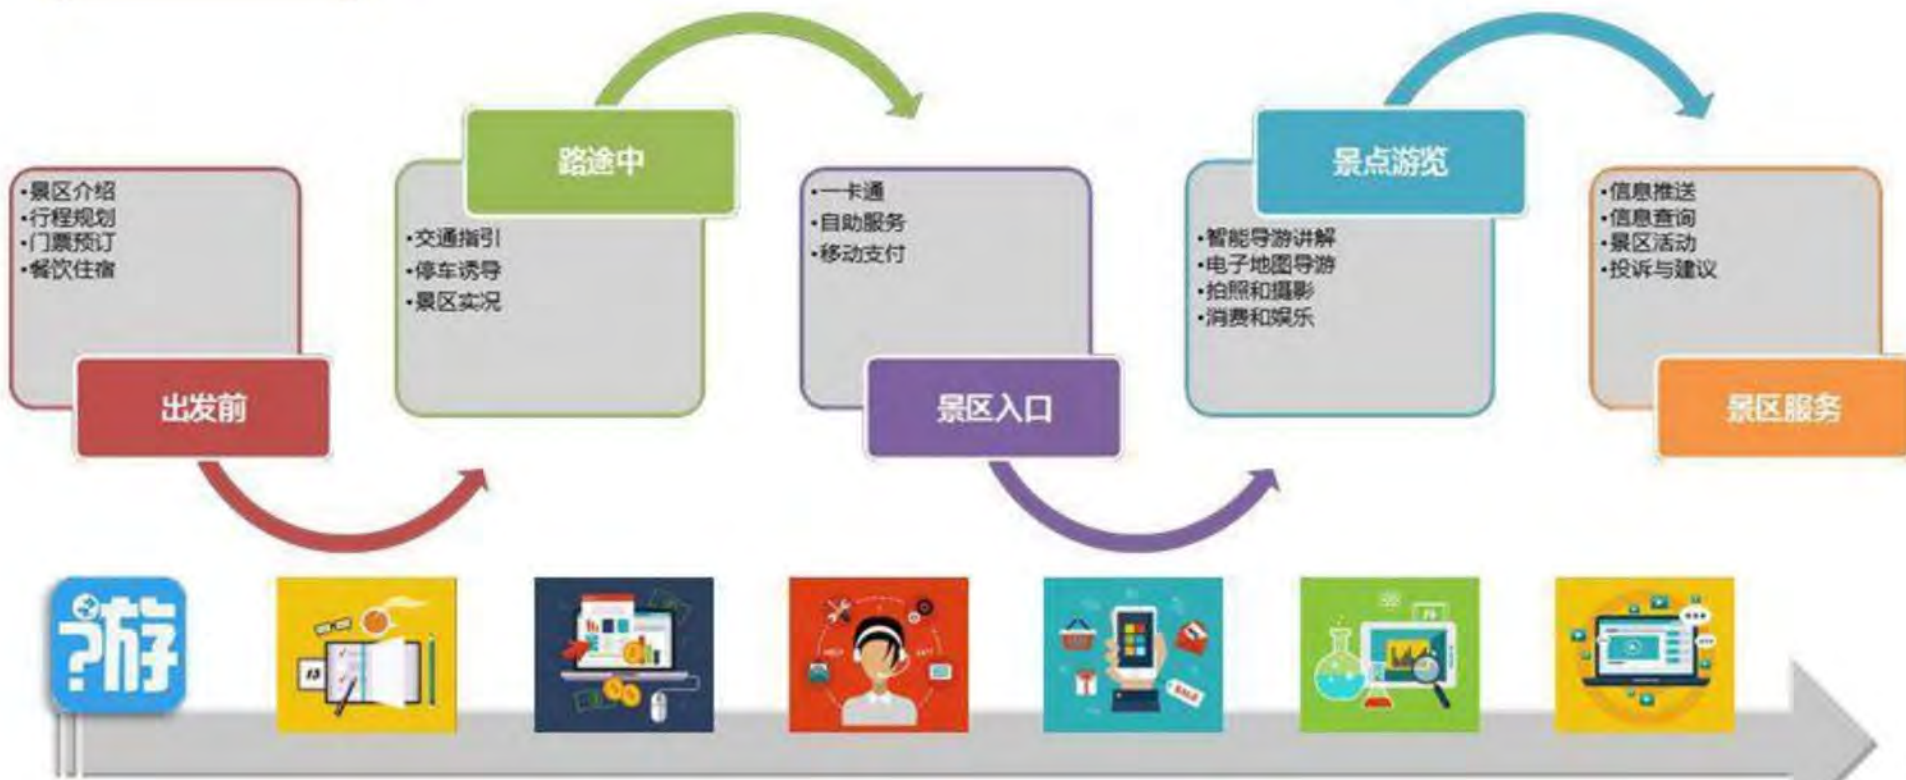 景区介绍
行程规划
门票预订
餐饮住宿
出发前
路途中
交通指引
停车诱导
景区实况
一卡通
自助服务
移动支付
景区入口
景点游览
智能导游讲解
电子地图导游
拍照和摄影
消费和娱乐
信息推送
信息查询
景区活动
投诉与建议
景区服务
?游
HELP
SALE